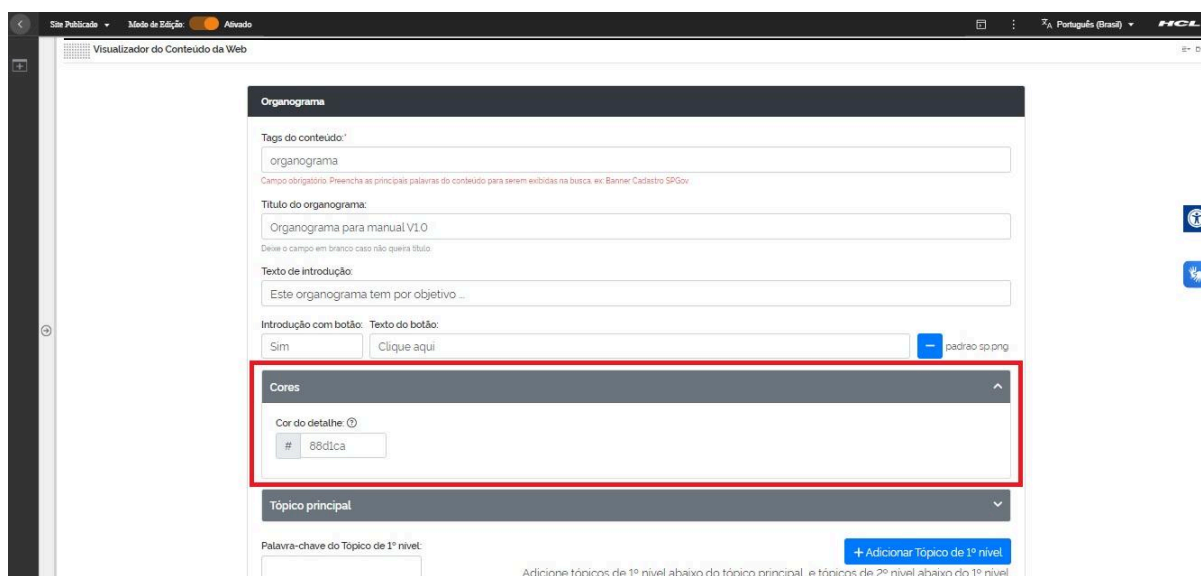 Site Publicado Modo de Edição: Ativado Português (Brasil) HCL
Visualizador do Conteúdo da Web
Organograma
Tags do conteúdo:*
organograma
Campo obrigatório. Preencha as principais palavras do conteúdo para serem exibidas na busca. ex: Banner Cadastro SPGov
Título do organograma:
Organograma para manual V1.0
Deixe o campo em branco caso não queira título.
Texto de introdução:
Este organograma tem por objetivo ...
Introdução com botão: Texto do botão:
Sim Clique aqui padrao sp.png
Cores
Cor do detalhe:
# 88d1ca
Tópico principal
Palavra-chave do Tópico de 1º nível:
+ Adicionar Tópico de 1º nível
Adicione tópicos de 1º nível abaixo do tópico principal, e tópicos de 2º nível abaixo do 1º nível